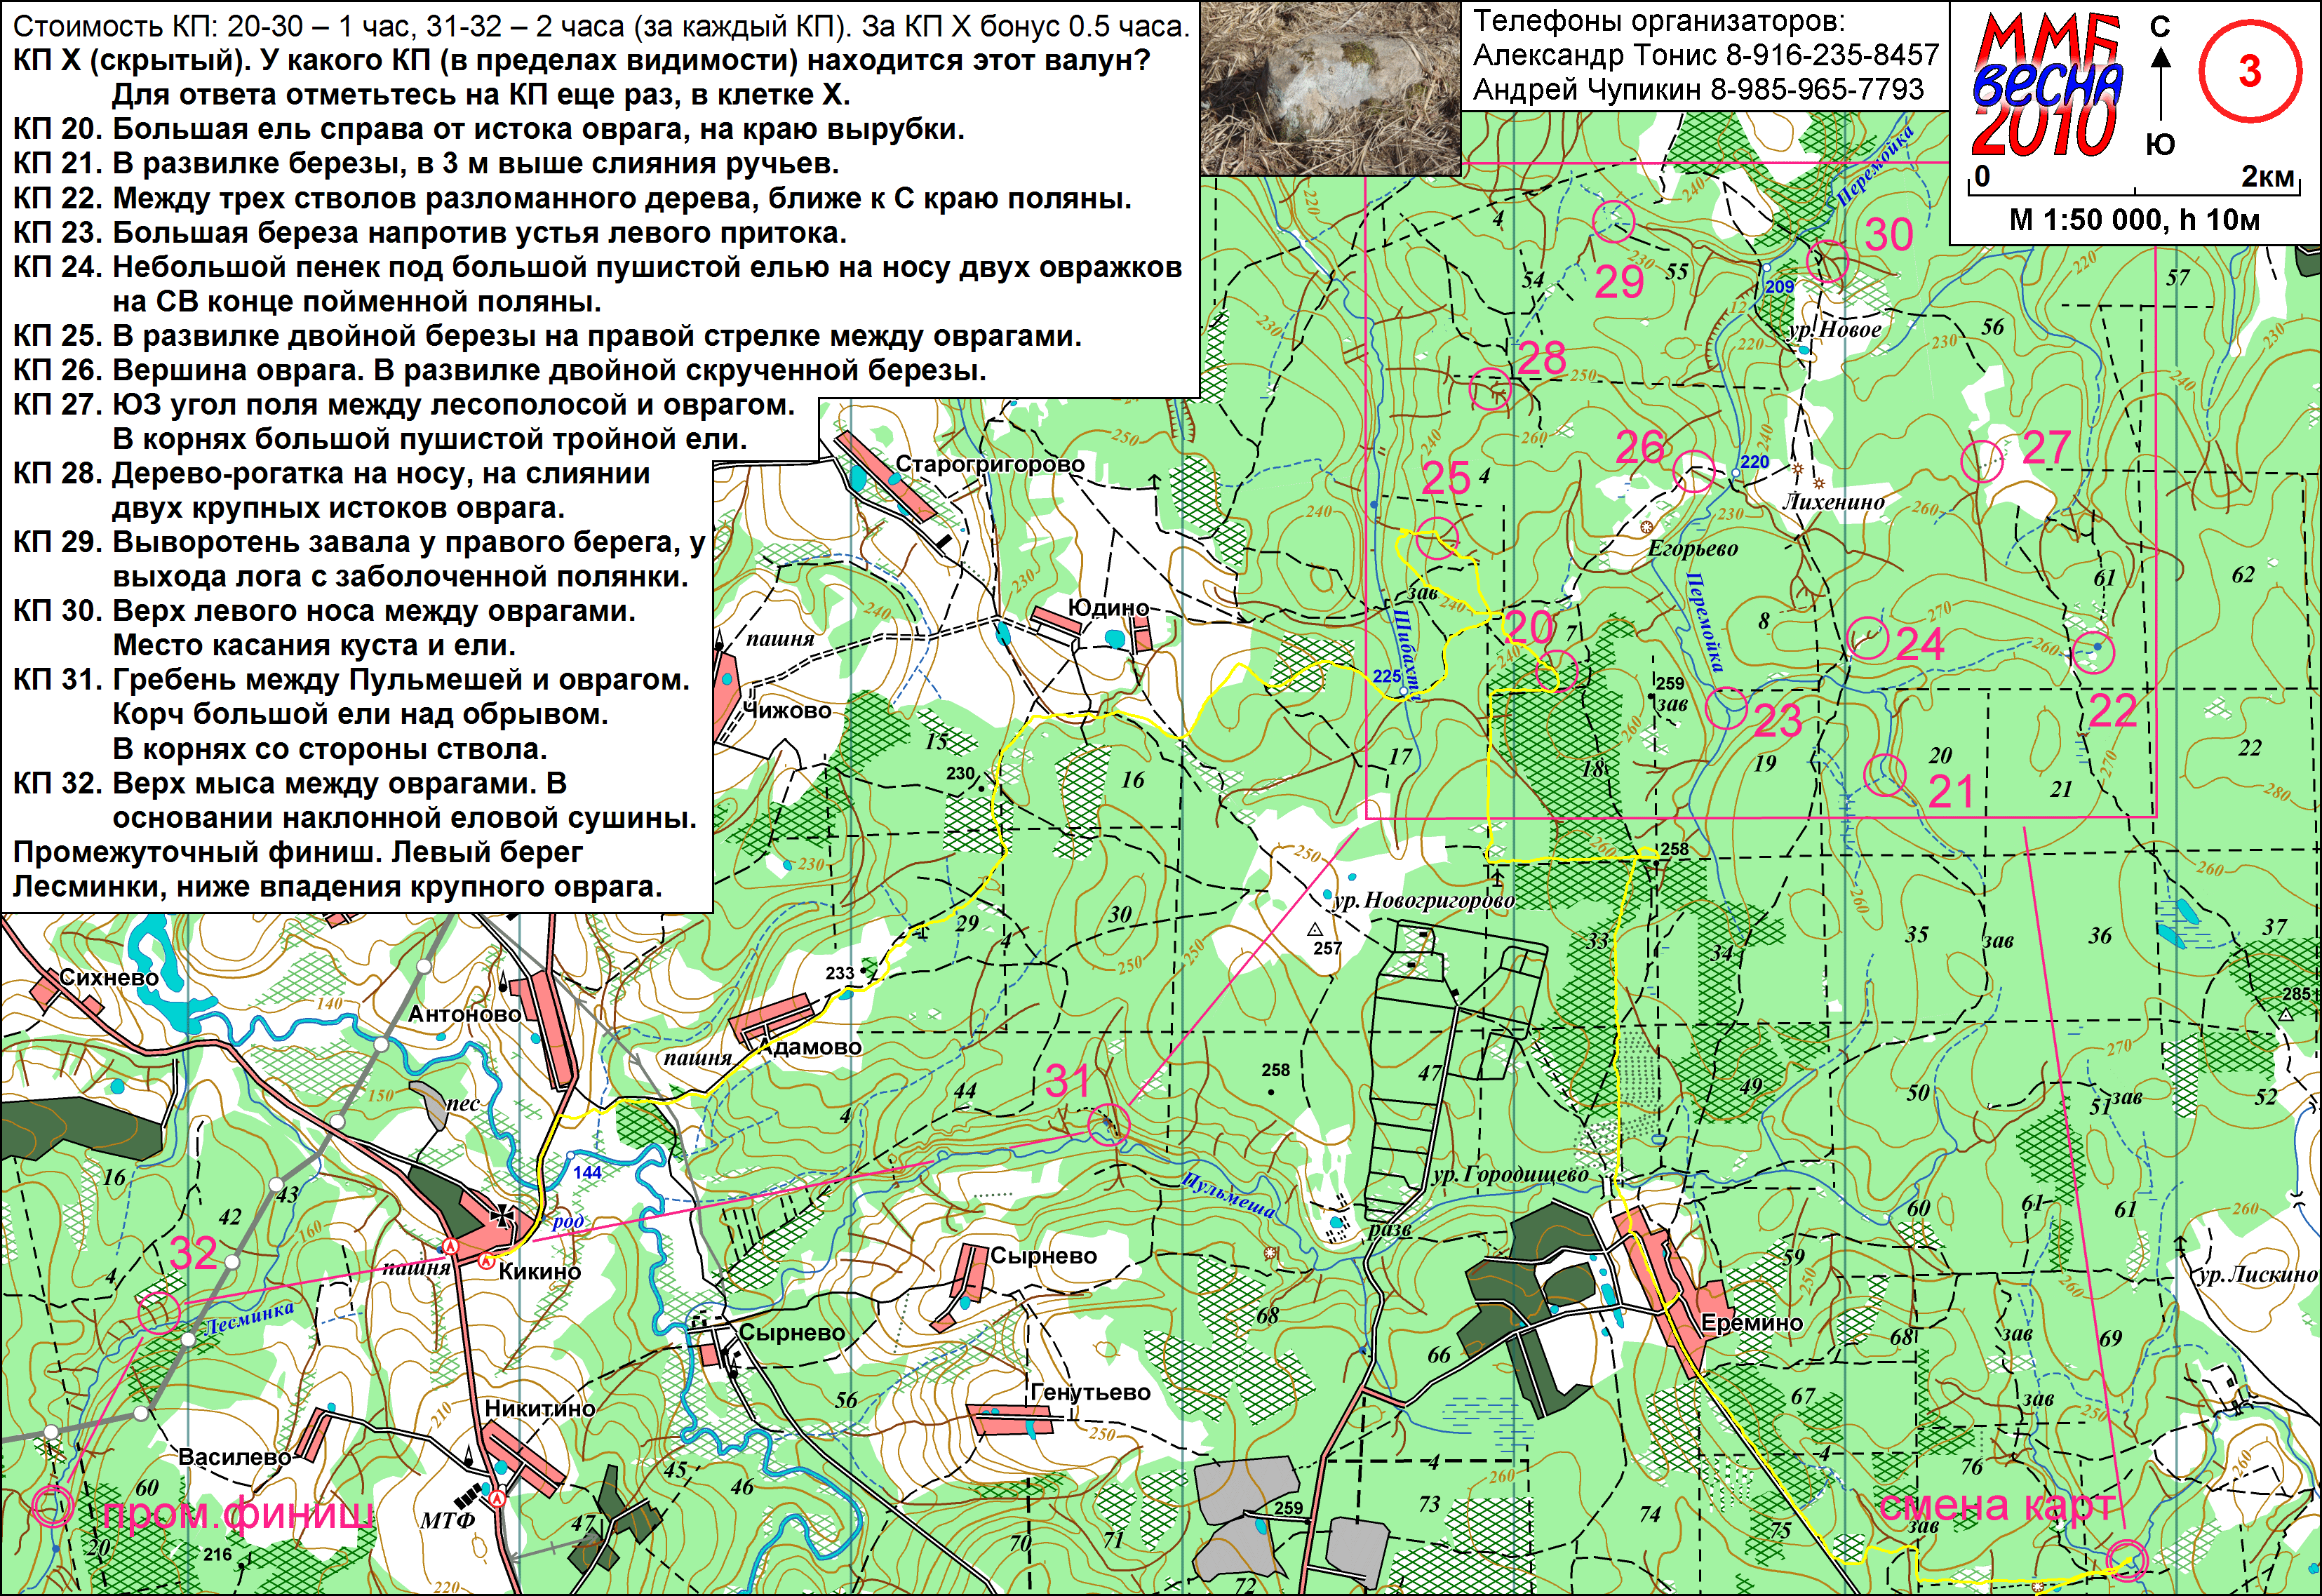 Стоимость КП: 20-30 – 1 час, 31-32 – 2 часа (за каждый КП). За КП X бонус 0.5 часа.
КП X (скрытый). У какого КП (в пределах видимости) находится этот валун?
Для ответа отметьтесь на КП еще раз, в клетке X.
КП 20. Большая ель справа от истока оврага, на краю вырубки.
КП 21. В развилке березы, в 3 м выше слияния ручьев.
КП 22. Между трех стволов разломанного дерева, ближе к С краю поляны.
КП 23. Большая береза напротив устья левого притока.
КП 24. Небольшой пенек под большой пушистой елью на носу двух овражков
на СВ конце пойменной поляны.
КП 25. В развилке двойной березы на правой стрелке между оврагами.
КП 26. Вершина оврага. В развилке двойной скрученной березы.
КП 27. ЮЗ угол поля между лесополосой и оврагом.
В корнях большой пушистой тройной ели.
КП 28. Дерево-рогатка на носу, на слиянии
двух крупных истоков оврага.
КП 29. Выворотень завала у правого берега, у
выхода лога с заболоченной полянки.
КП 30. Верх левого носа между оврагами.
Место касания куста и ели.
КП 31. Гребень между Пульмешей и оврагом.
Корч большой ели над обрывом.
В корнях со стороны ствола.
КП 32. Верх мыса между оврагами. В
основании наклонной еловой сушины.
Промежуточный финиш. Левый берег
Лесминки, ниже впадения крупного оврага.
Телефоны организаторов:
Александр Тонис 8-916-235-8457
Андрей Чупикин 8-985-965-7793
ММБ
ВЕСНА
2010
С
Ю
3
0 2км
М 1:50 000, h 10м
Перемойка
29
30
209
ур. Новое
54
55
56
57
28
25
26
220
27
Лихенино
Егорьево
Старогригорово
Юдино
пашня
Чижово
зав
Шибахта
225
20
7
8
Перемойка
24
61
62
259
зав
23
22
21
15
16
17
18
19
20
21
22
230
258
29
30
ур. Новогригорово
257
33
34
35
зав
36
37
285
233
Адамово
пашня
Сихнево
Антоново
пес
144
31
44
4
258
47
49
50
51
зав
52
Пульмеша
ур. Городищево
разв
16
42
43
32
4
Лесминка
пашня
род
Кикино
Сырнево
Сырнево
Генутьево
Никитино
Василево
МТФ
60
20
216
пром.финиш
45
46
47
56
68
66
Еремино
59
60
61
61
ур. Лискино
67
68
69
зав
зав
зав
4
73
74
75
76
смена карт
259
70
71
72